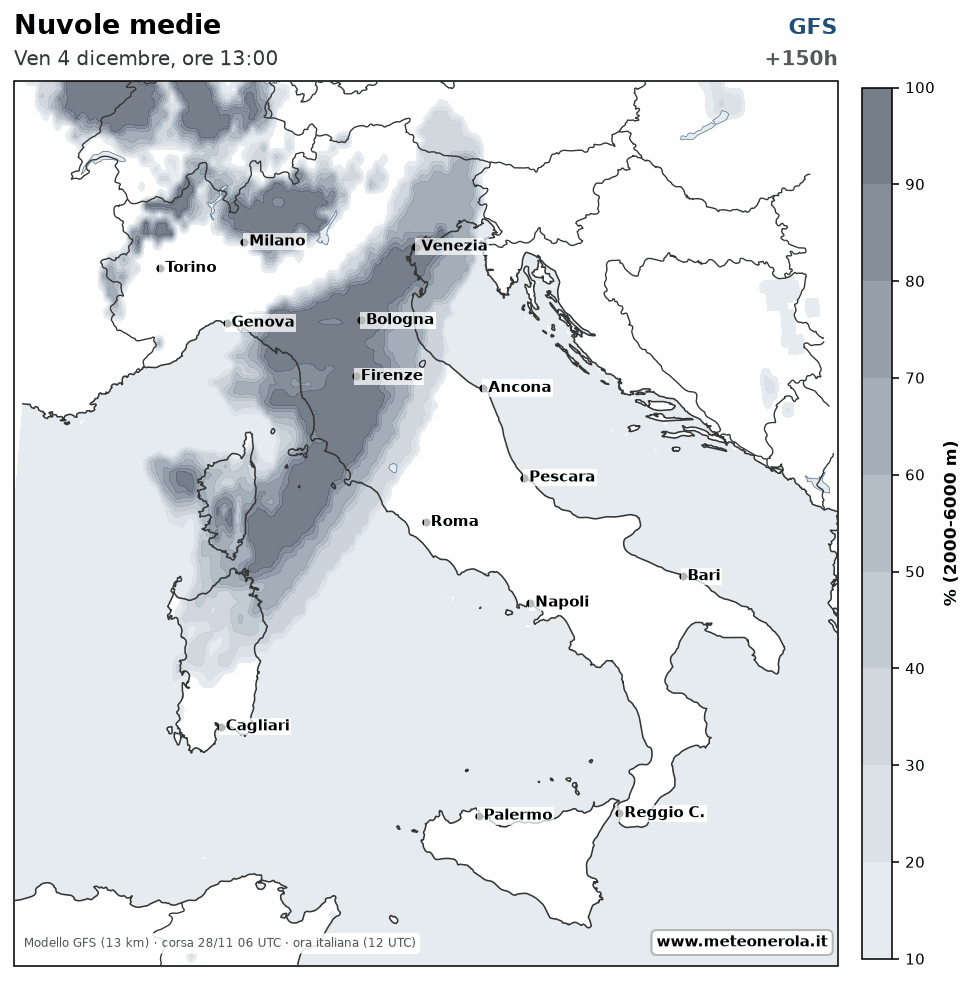 Nuvole medie
GFS
Ven 4 dicembre, ore 13:00
+150h
Milano
Venezia
Torino
Genova
Bologna
Firenze
Ancona
Pescara
Roma
Bari
Napoli
Cagliari
Palermo
Reggio C.
100
90
80
70
60
50
40
30
20
10
% (2000-6000 m)
Modello GFS (13 km) · corsa 28/11 06 UTC · ora italiana (12 UTC)
www.meteonerola.it